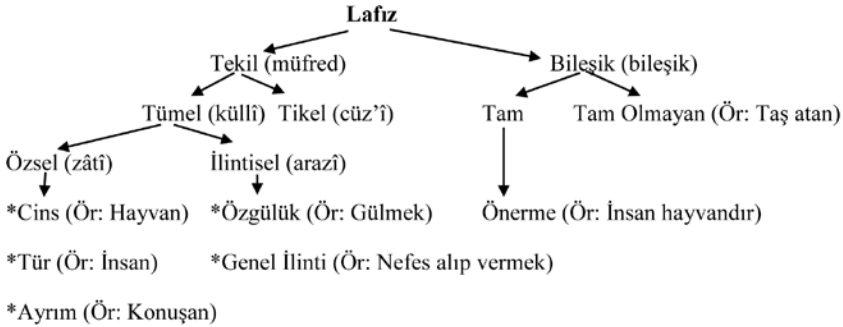 Lafız
Tekil (müfred) Bileşik (bileşik)
Tümel (küllî) Tikel (cüz’î) Tam Tam Olmayan (Ör: Taş atan)
Özsel (zâtî) İlintisel (arazî)
*Cins (Ör: Hayvan) *Özgülük (Ör: Gülmek) Önerme (Ör: İnsan hayvandır)
*Tür (Ör: İnsan) *Genel İlinti (Ör: Nefes alıp vermek)
*Ayrım (Ör: Konuşan)